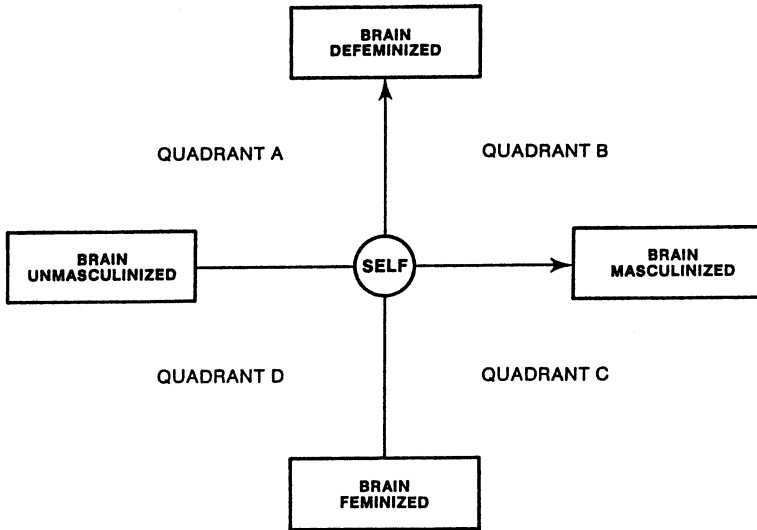 BRAIN
DEFEMINIZED
QUADRANT A
QUADRANT B
BRAIN
UNMASCULINIZED
SELF
BRAIN
MASCULINIZED
QUADRANT D
QUADRANT C
BRAIN
FEMINIZED